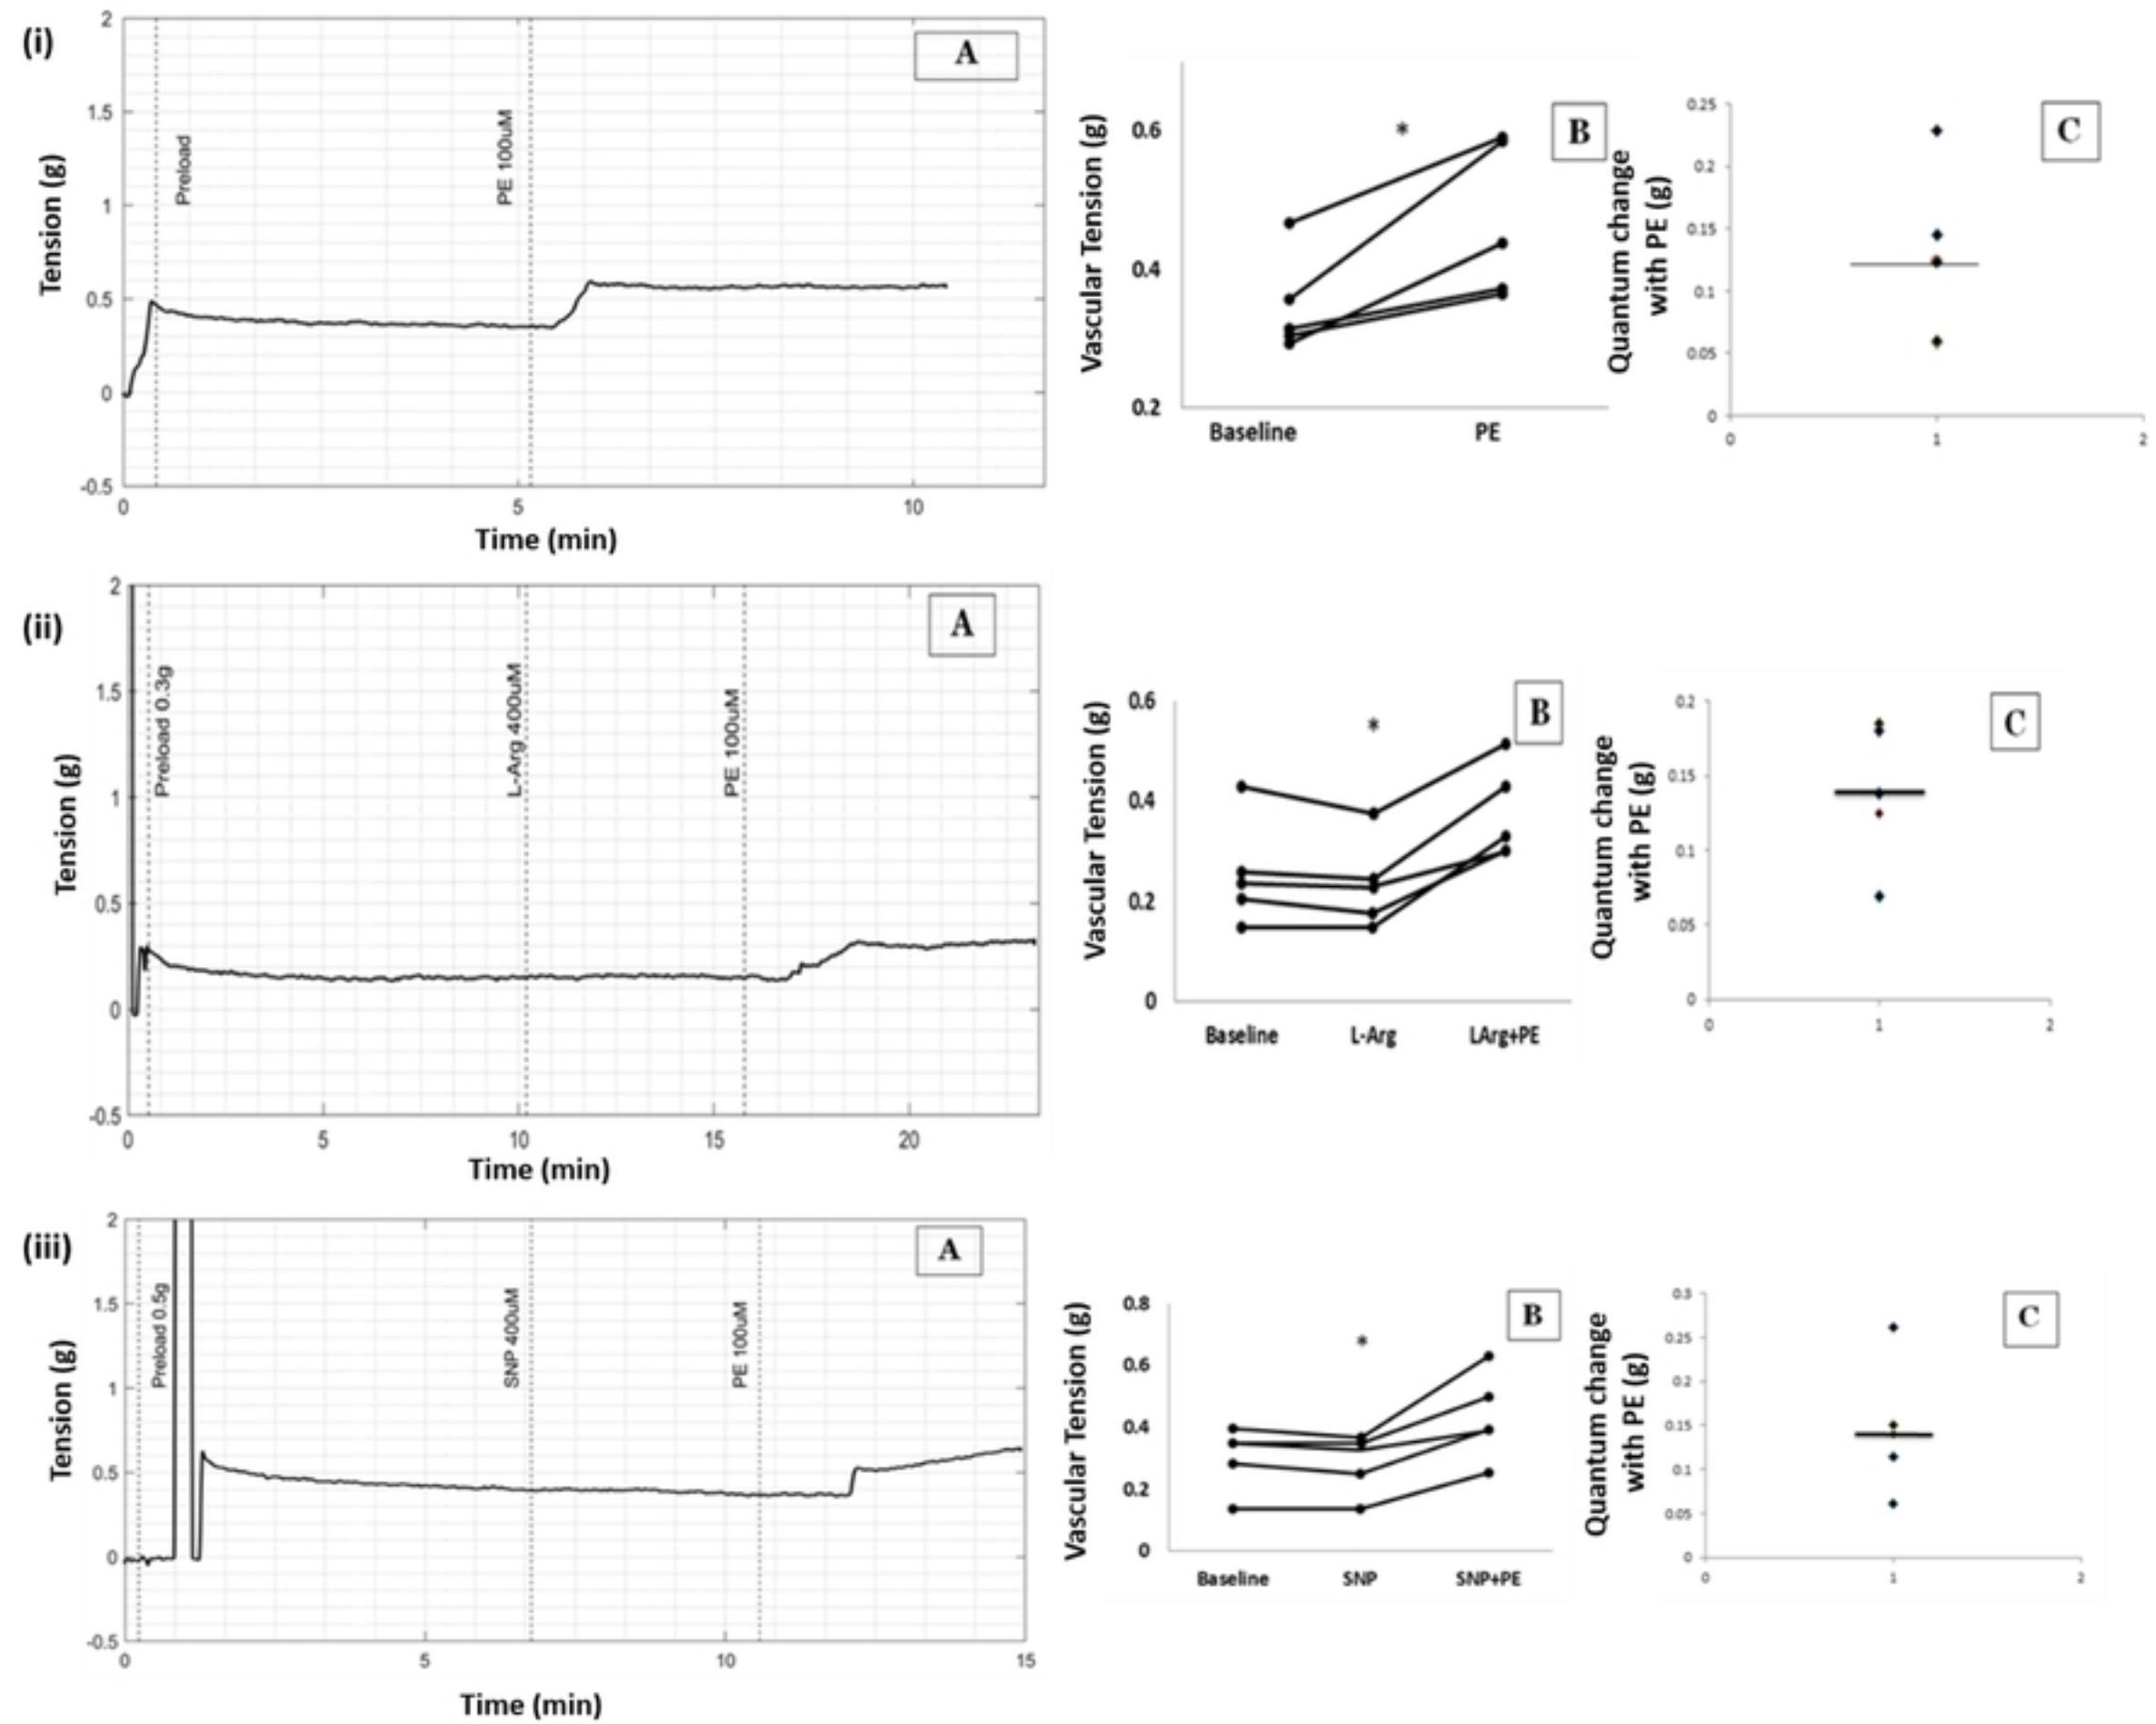 (i)
A
2
1.5
1
0.5
0
-0.5
Tension (g)
Preload
PE 100uM
0
5
10
Time (min)
B
Vascular Tension (g)
0.6
0.4
0.2
*
Baseline
PE
C
Quantum change
with PE (g)
0.25
0.2
0.15
0.1
0.05
0
0
1
2
(ii)
A
2
1.5
1
0.5
0
-0.5
Tension (g)
Preload 0.3g
L-Arg 400uM
PE 100uM
0
5
10
15
20
Time (min)
B
Vascular Tension (g)
0.6
0.4
0.2
0
*
Baseline
L-Arg
LArg+PE
C
Quantum change
with PE (g)
0.2
0.15
0.1
0.05
0
0
1
2
(iii)
A
2
1.5
1
0.5
0
-0.5
Tension (g)
Preload 0.5g
SNP 400uM
PE 100uM
0
5
10
15
Time (min)
B
Vascular Tension (g)
0.8
0.6
0.4
0.2
0
*
Baseline
SNP
SNP+PE
C
Quantum change
with PE (g)
0.3
0.25
0.2
0.15
0.1
0.05
0
0
1
2